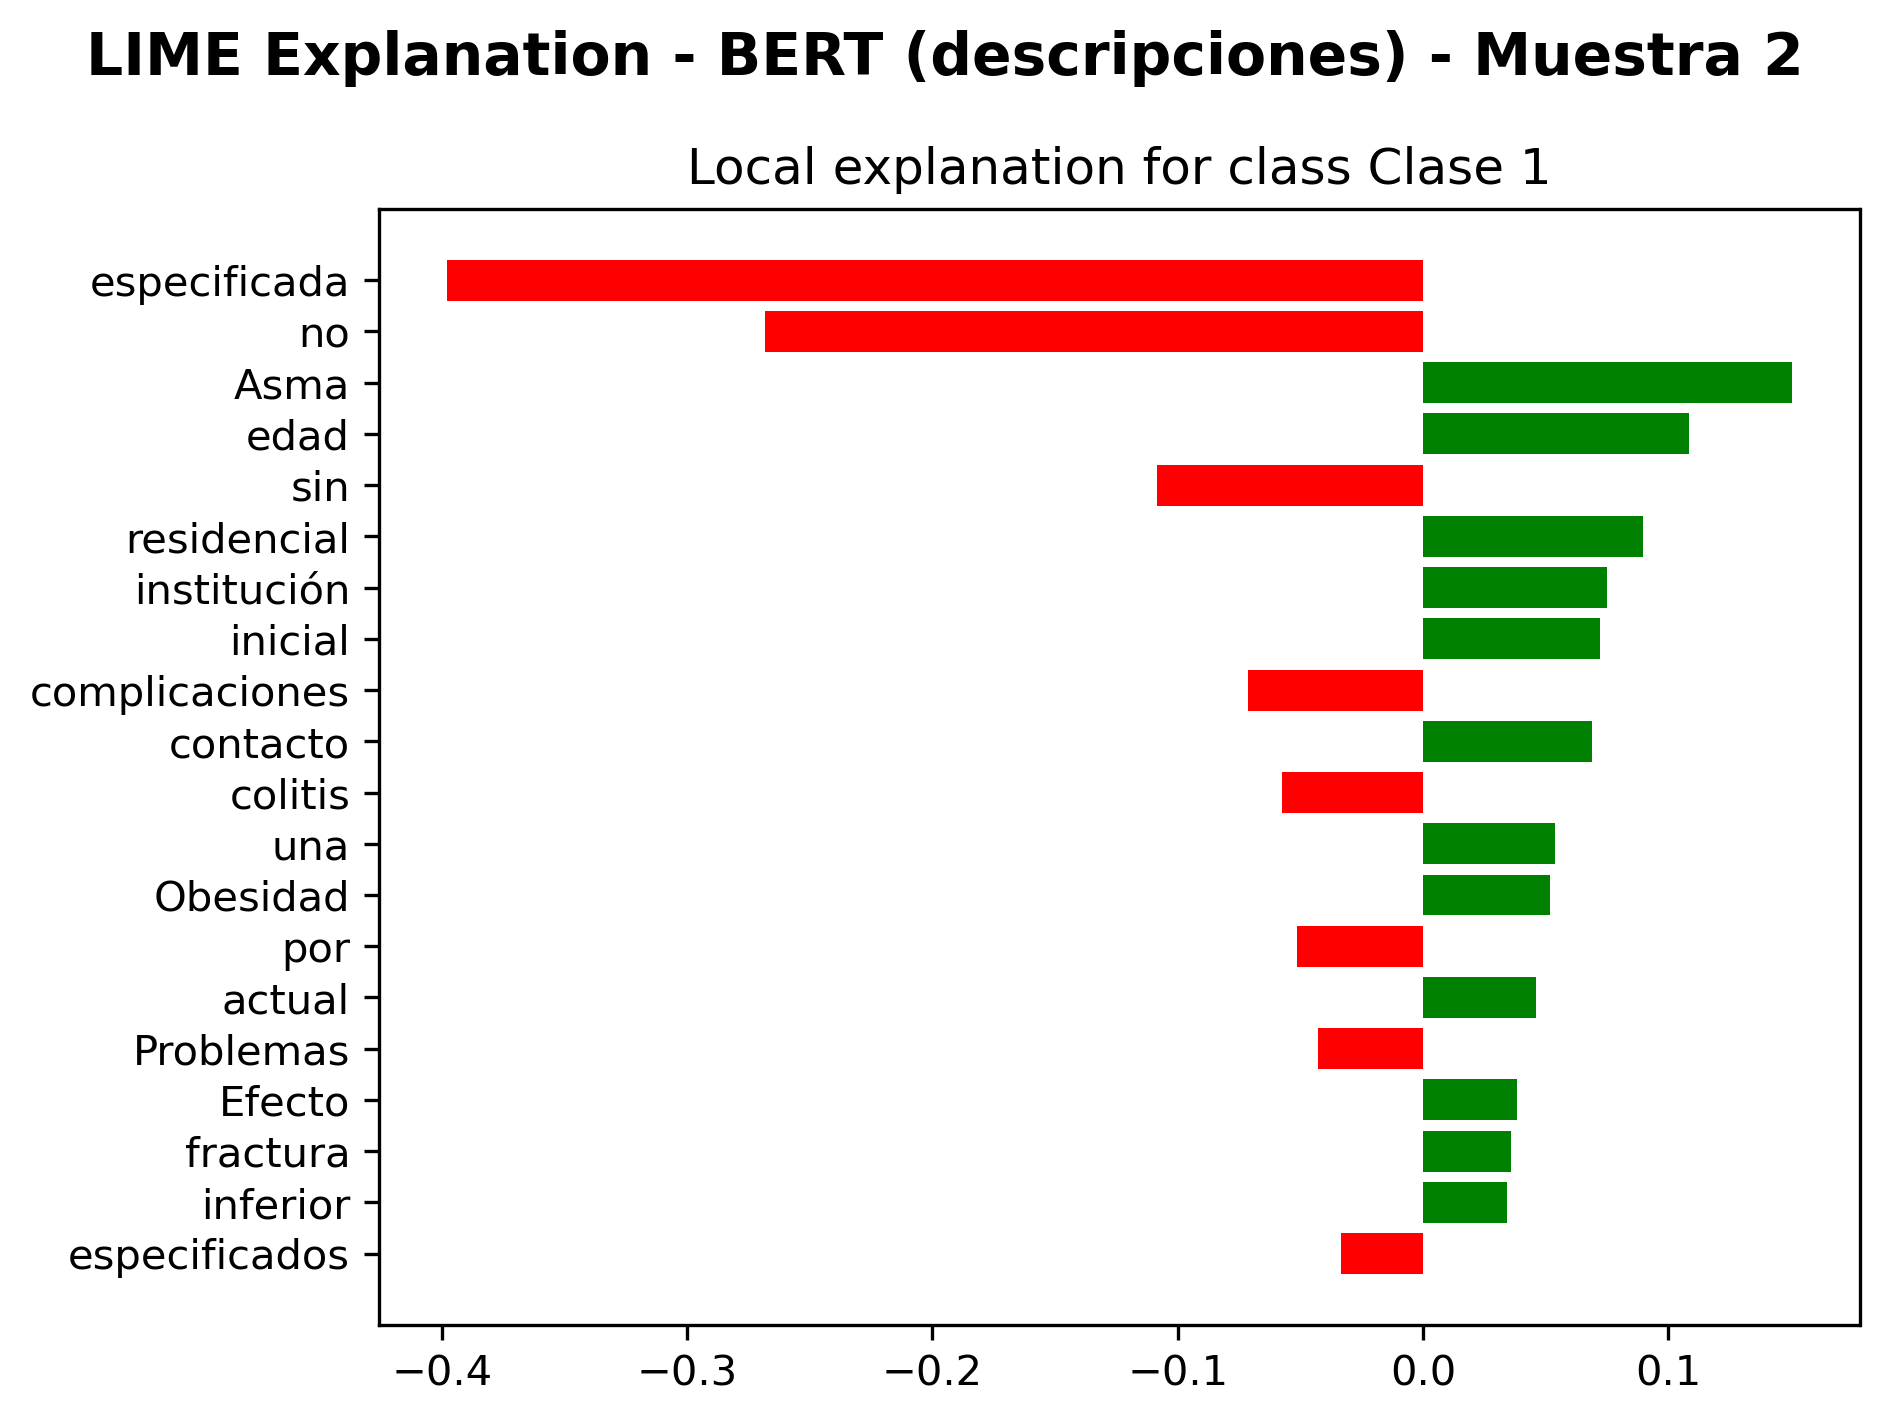 LIME Explanation - BERT (descripciones) - Muestra 2
Local explanation for class Clase 1
especificada
no
Asma
edad
sin
residencial
institución
inicial
complicaciones
contacto
colitis
una
Obesidad
por
actual
Problemas
Efecto
fractura
inferior
especificados
−0.4 −0.3 −0.2 −0.1 0.0 0.1